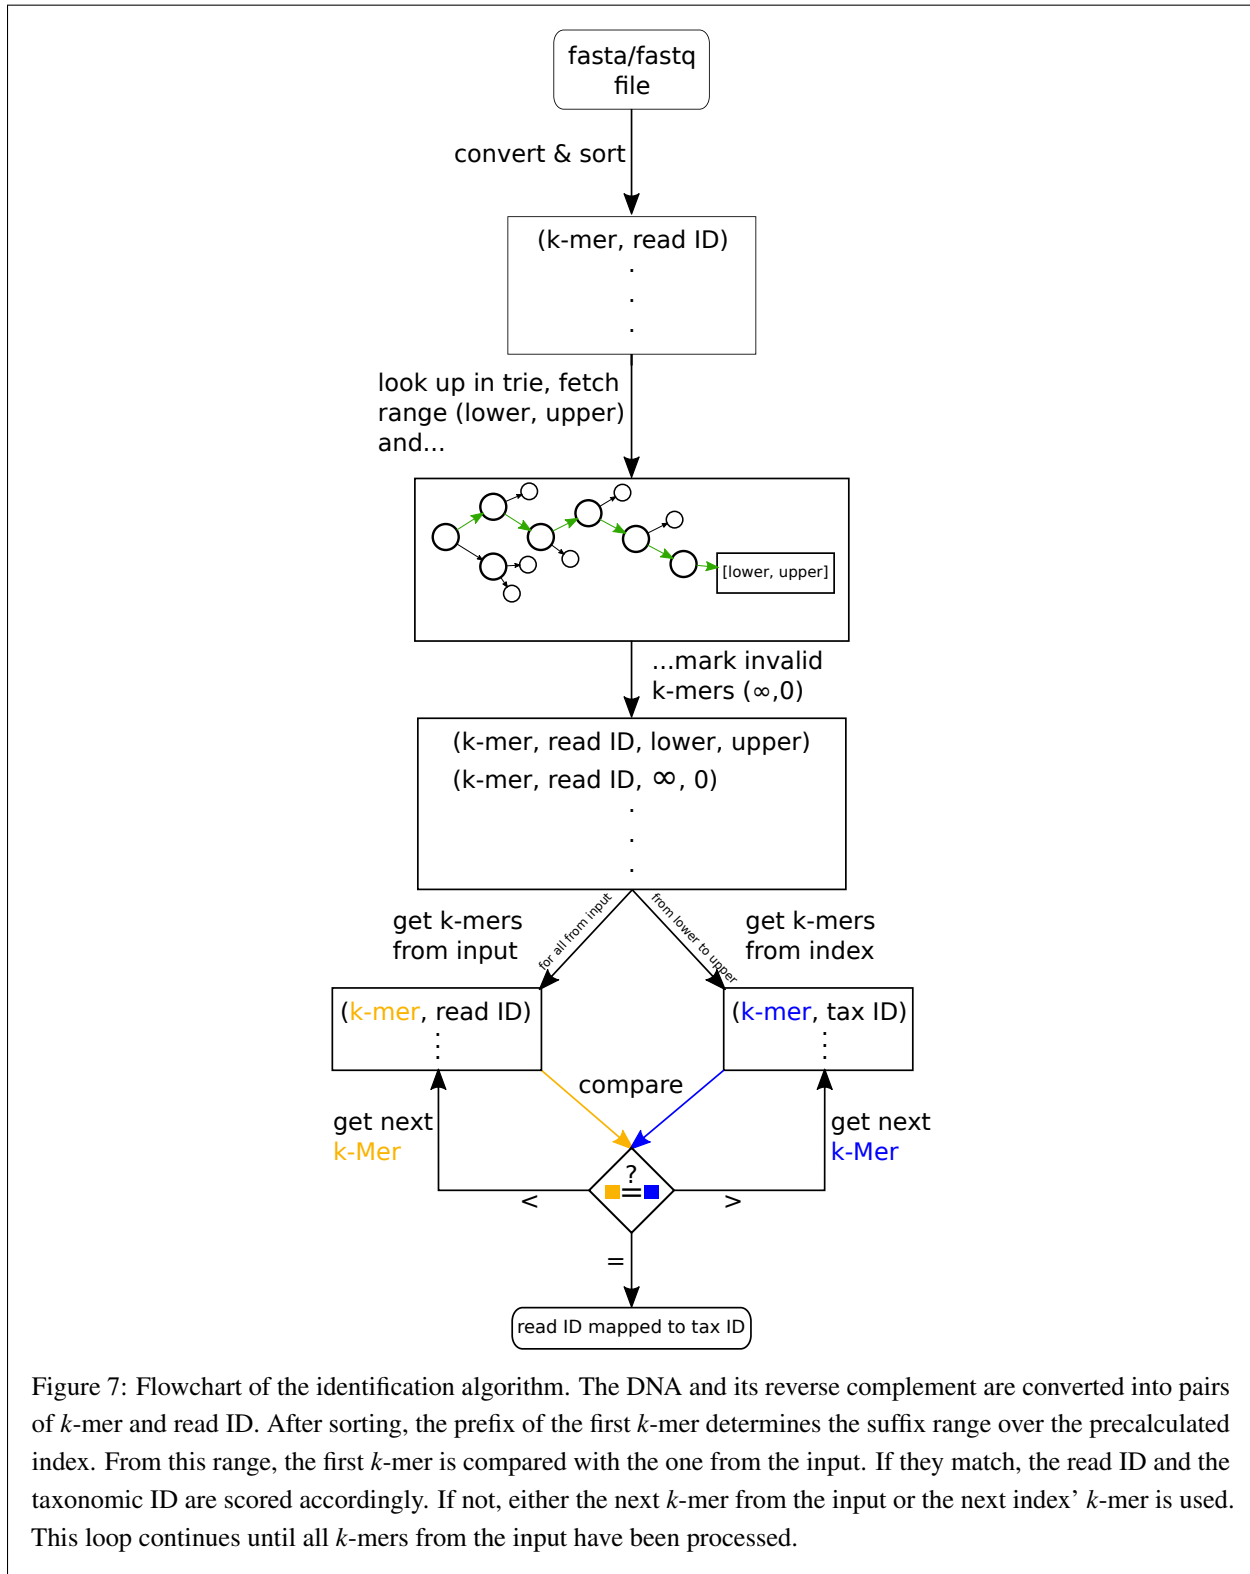 fasta/fastq
file
convert & sort
(k-mer, read ID)
.
.
.
look up in trie, fetch
range (lower, upper)
and...
[lower, upper]
...mark invalid
k-mers (∞,0)
(k-mer, read ID, lower, upper)
(k-mer, read ID, ∞, 0)
.
.
.
get k-mers
from input
for all from input
from lower to upper
get k-mers
from index
(k-mer, read ID)
.
.
.
(k-mer, tax ID)
.
.
.
compare
get next
k-Mer
get next
k-Mer
?
=
<
>
=
read ID mapped to tax ID
Figure 7: Flowchart of the identification algorithm. The DNA and its reverse complement are converted into pairs
of k-mer and read ID. After sorting, the prefix of the first k-mer determines the suffix range over the precalculated
index. From this range, the first k-mer is compared with the one from the input. If they match, the read ID and the
taxonomic ID are scored accordingly. If not, either the next k-mer from the input or the next index’ k-mer is used.
This loop continues until all k-mers from the input have been processed.